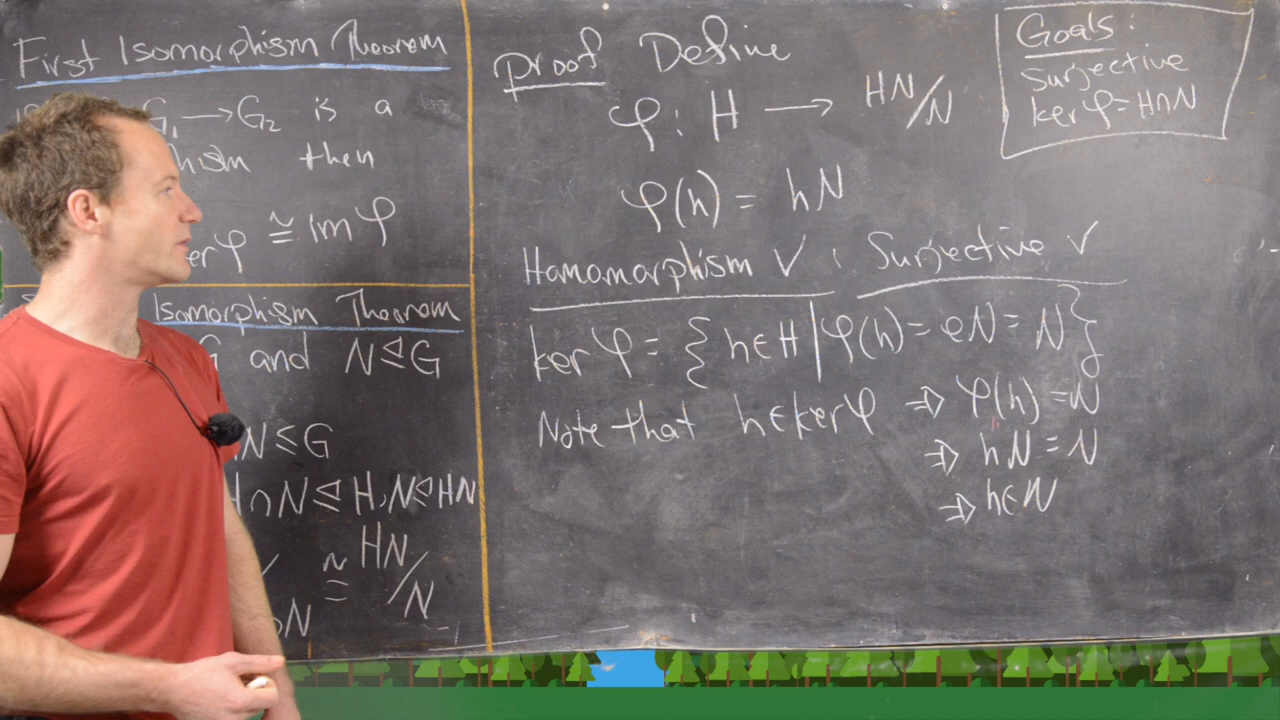 First Isomorphism Theorem
G₁ → G₂ is a
then
er φ ≅ im φ
Isomorphism Theorem
G and N ⊴ G
N ≤ G
H∩N ⊴ H, N ⊴ HN
≅ HN/N
∩N
Proof Define
φ: H → HN/N
φ(h) = hN
Homomorphism ✓ Surjective ✓
ker φ = {h∈H | φ(h) = eN = N}
Note that h∈ker φ ⇒ φ(h) = N
⇒ hN = N
⇒ h∈N
Goals:
Surjective
ker φ = H∩N